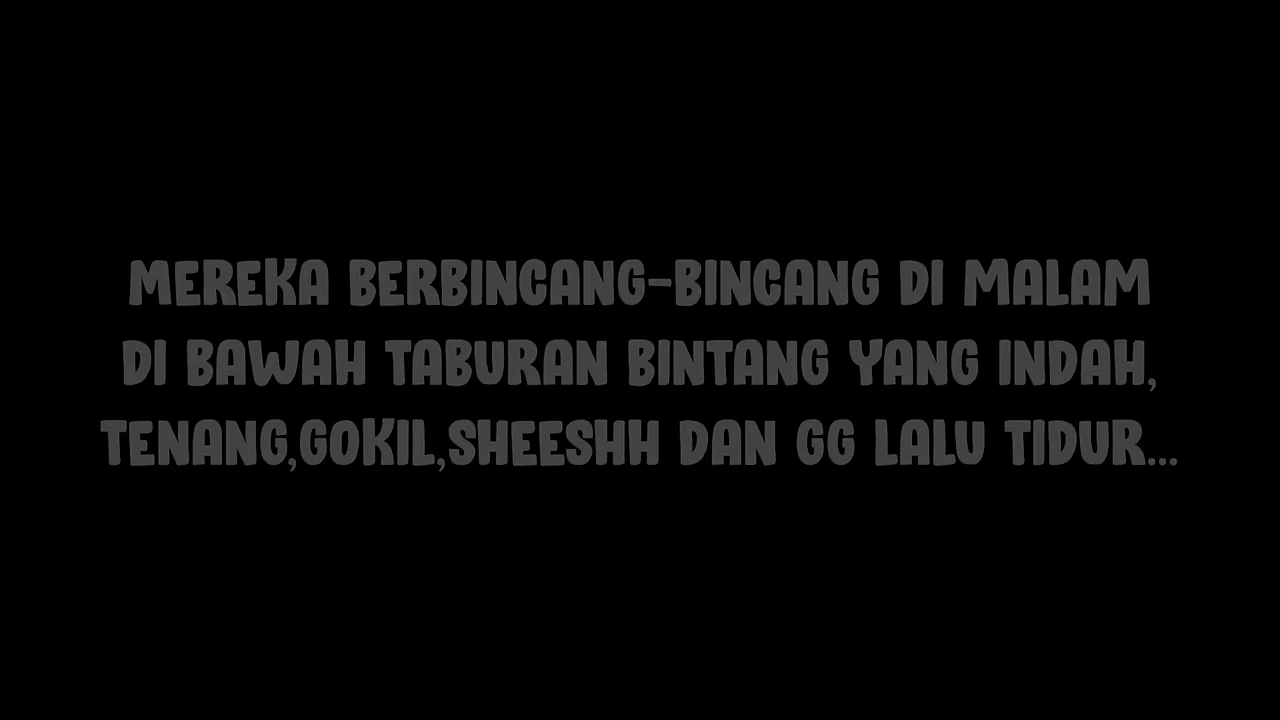 MEREKA BERBINCANG-BINCANG DI MALAM
DI BAWAH TABURAN BINTANG YANG INDAH,
TENANG,GOKIL,SHEESHH DAN GG LALU TIDUR...